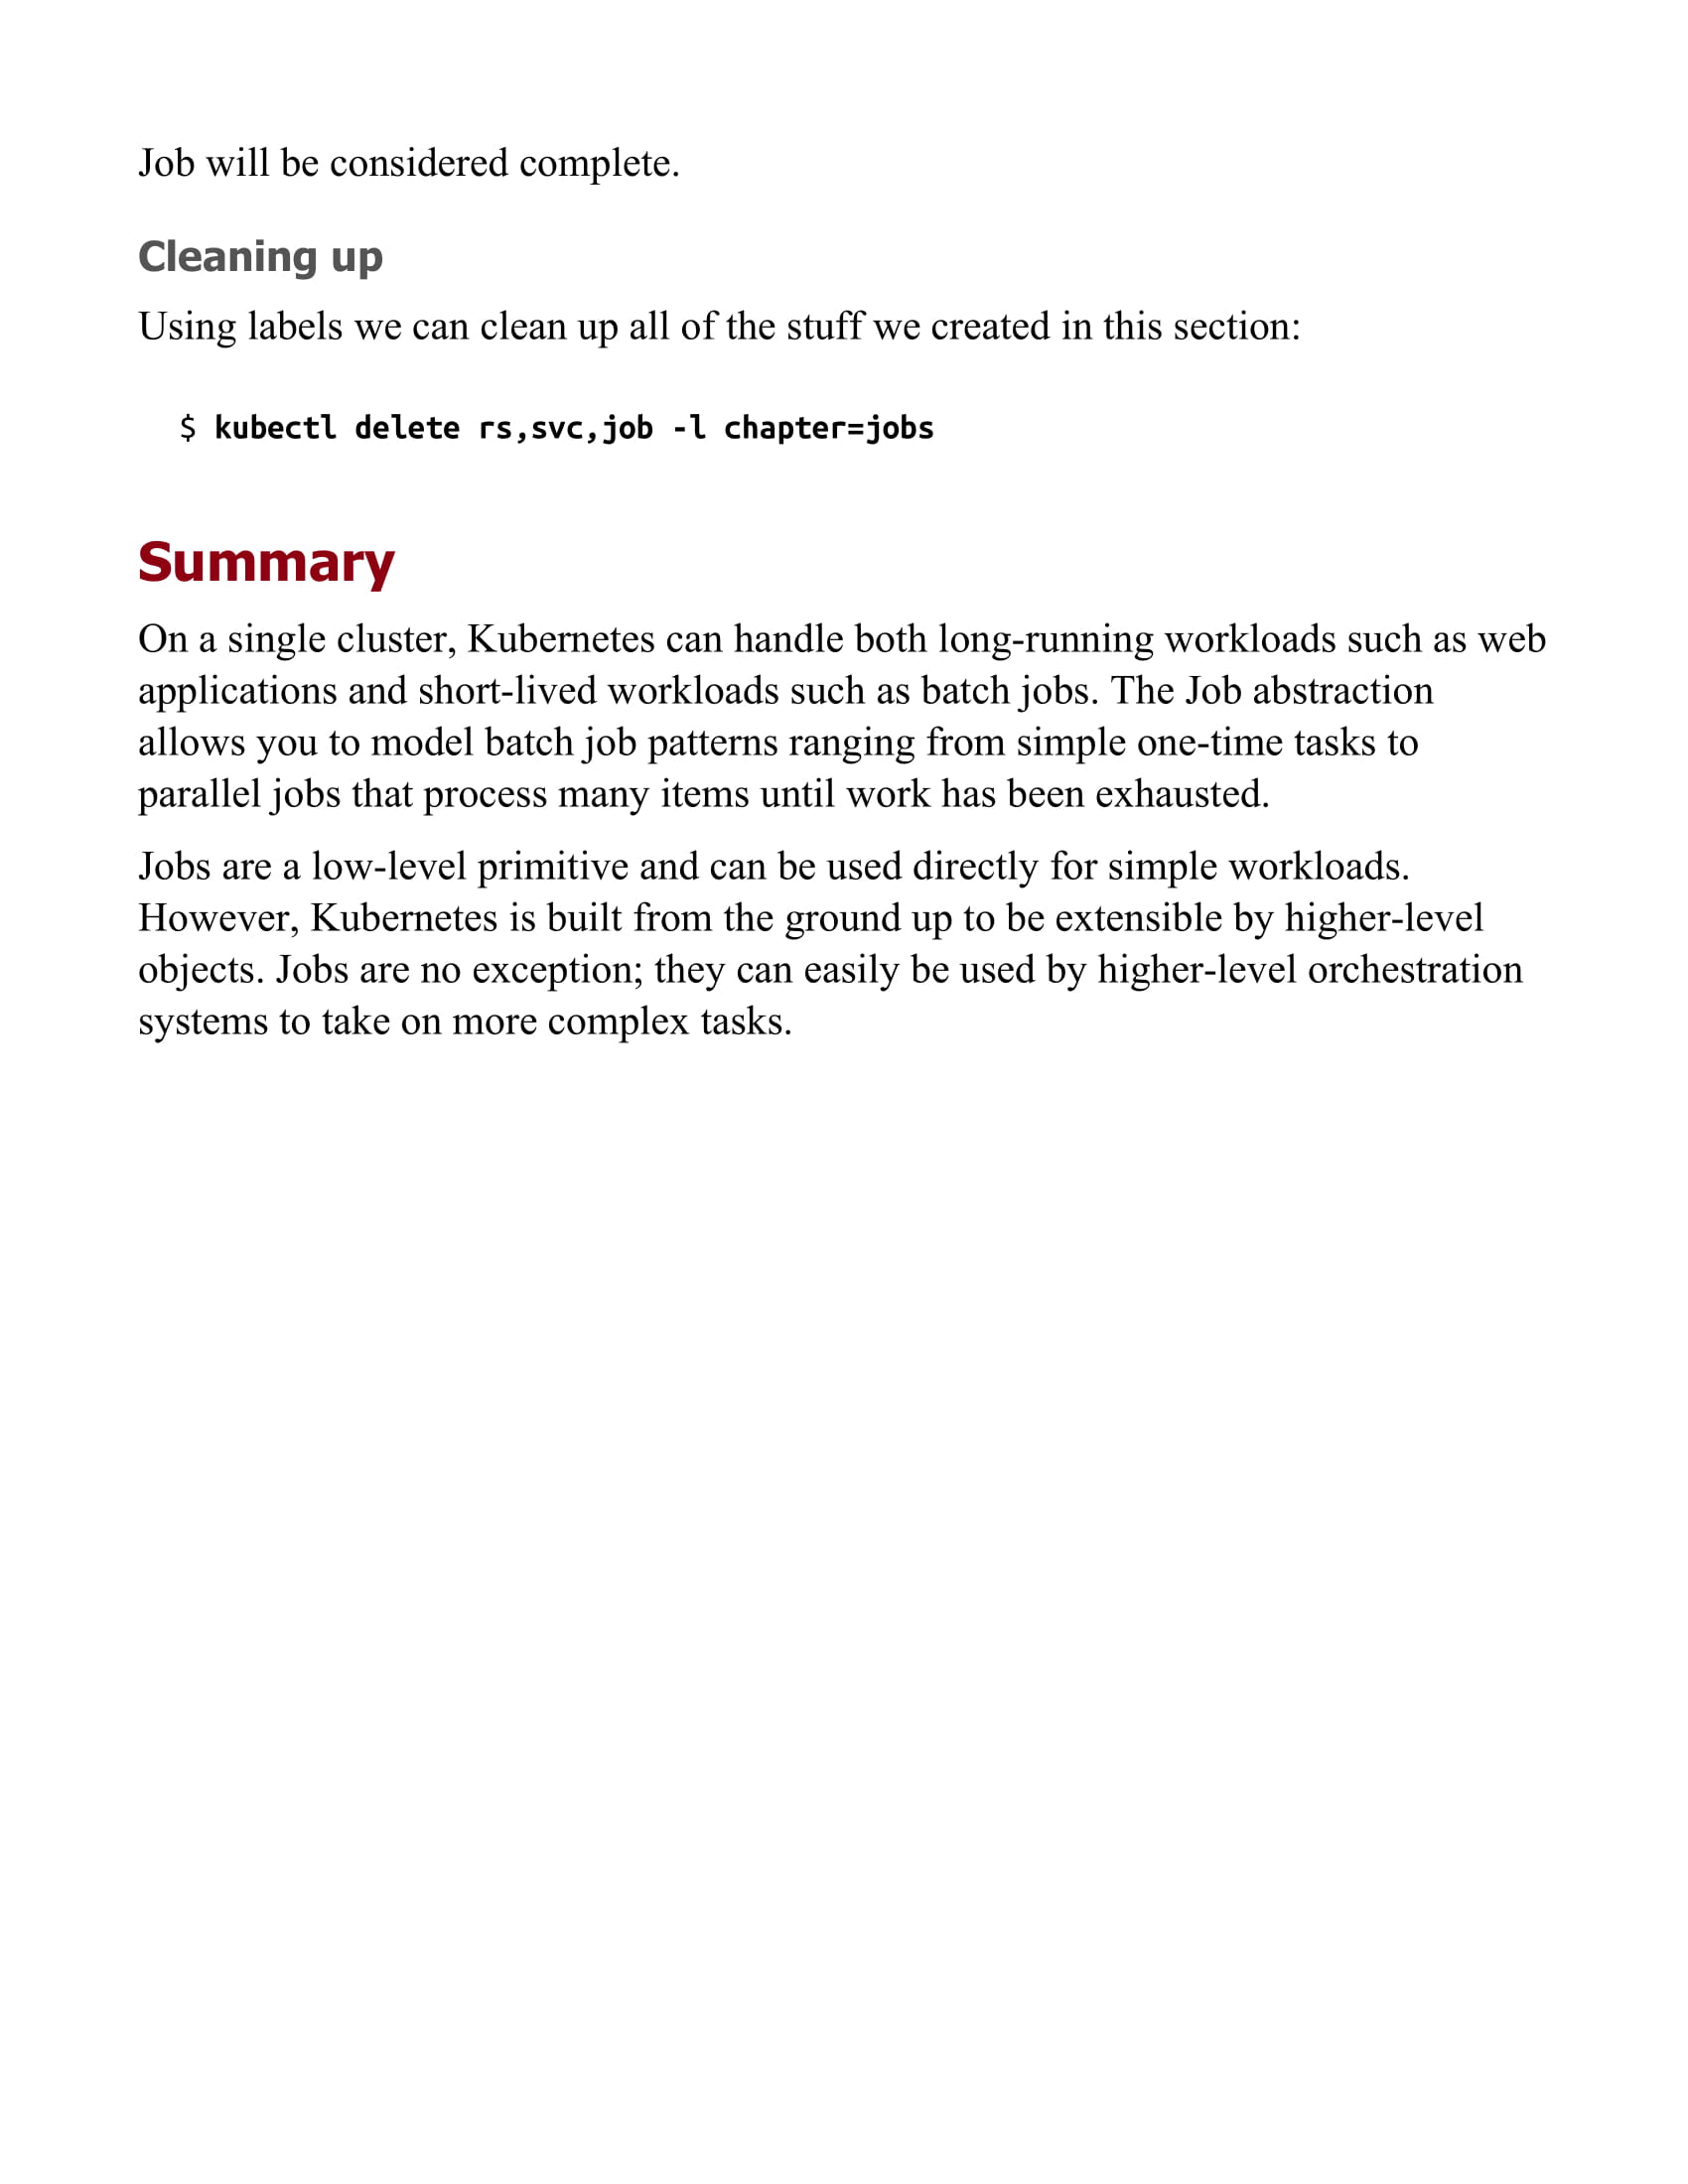 Job will be considered complete.
Cleaning up
Using labels we can clean up all of the stuff we created in this section:
$ kubectl delete rs,svc,job -l chapter=jobs
Summary
On a single cluster, Kubernetes can handle both long-running workloads such as web
applications and short-lived workloads such as batch jobs. The Job abstraction
allows you to model batch job patterns ranging from simple one-time tasks to
parallel jobs that process many items until work has been exhausted.
Jobs are a low-level primitive and can be used directly for simple workloads.
However, Kubernetes is built from the ground up to be extensible by higher-level
objects. Jobs are no exception; they can easily be used by higher-level orchestration
systems to take on more complex tasks.